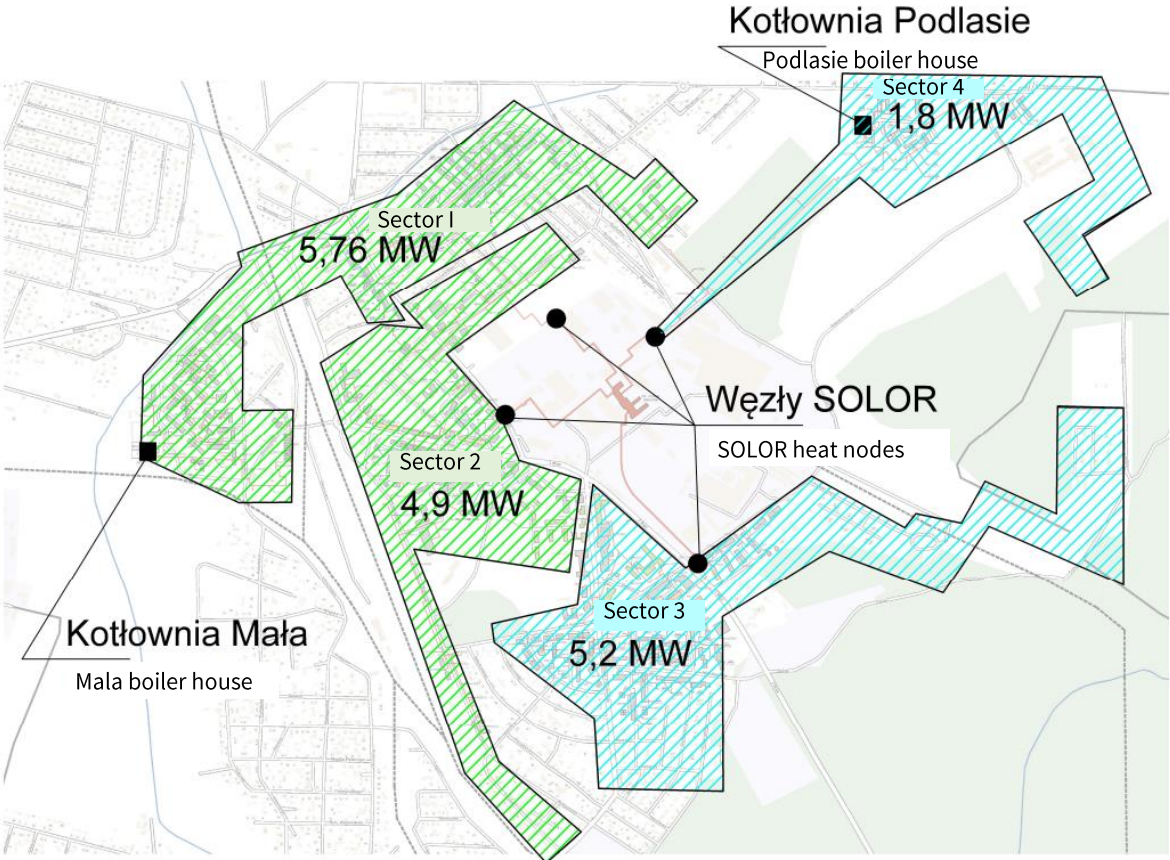 Kotłownia Podlasie
Podlasie boiler house
Sector 4
1,8 MW
Sector I
5,76 MW
Węzły SOLOR
SOLOR heat nodes
Sector 2
4,9 MW
Sector 3
5,2 MW
Kotłownia Mała
Mala boiler house